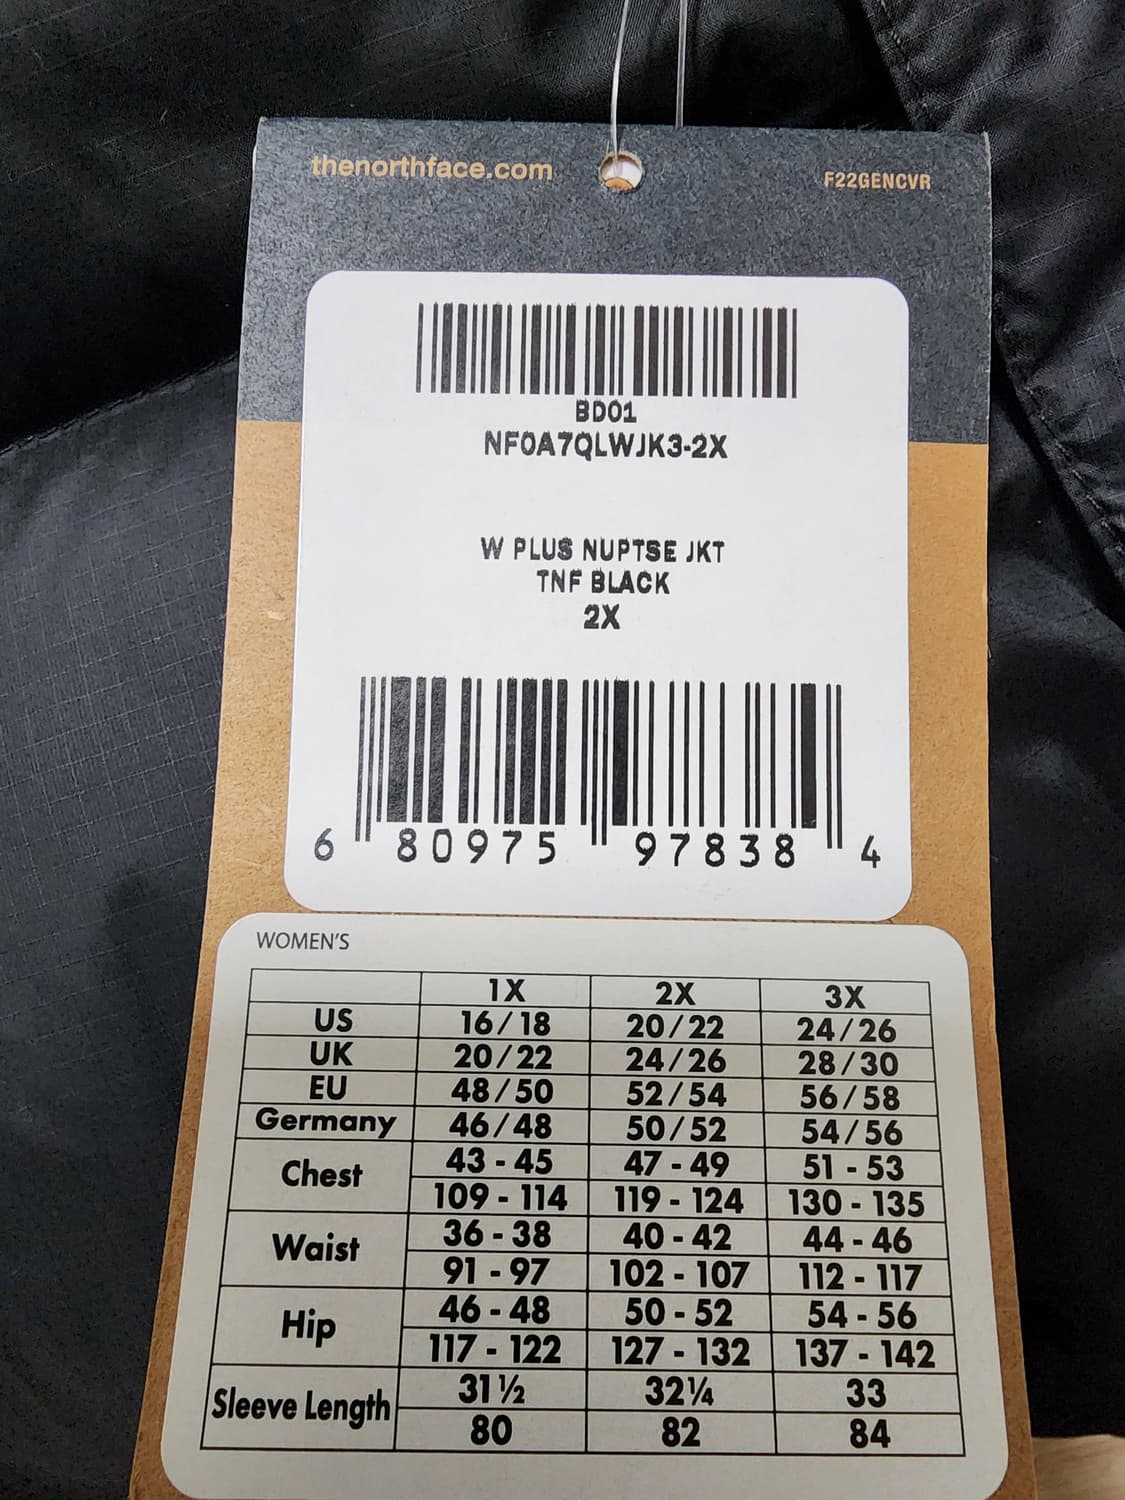 thenorthface.com
F22GENCVR
BD01
NF0A7QLWJK3-2X
W PLUS NUPTSE JKT
TNF BLACK
2X
6 80975 97838 4
WOMEN'S
1X 2X 3X
US 16/18 20/22 24/26
UK 20/22 24/26 28/30
EU 48/50 52/54 56/58
Germany 46/48 50/52 54/56
Chest 43 - 45 47 - 49 51 - 53
109 - 114 119 - 124 130 - 135
Waist 36 - 38 40 - 42 44 - 46
91 - 97 102 - 107 112 - 117
Hip 46 - 48 50 - 52 54 - 56
117 - 122 127 - 132 137 - 142
Sleeve Length 31 ½ 32¼ 33
80 82 84